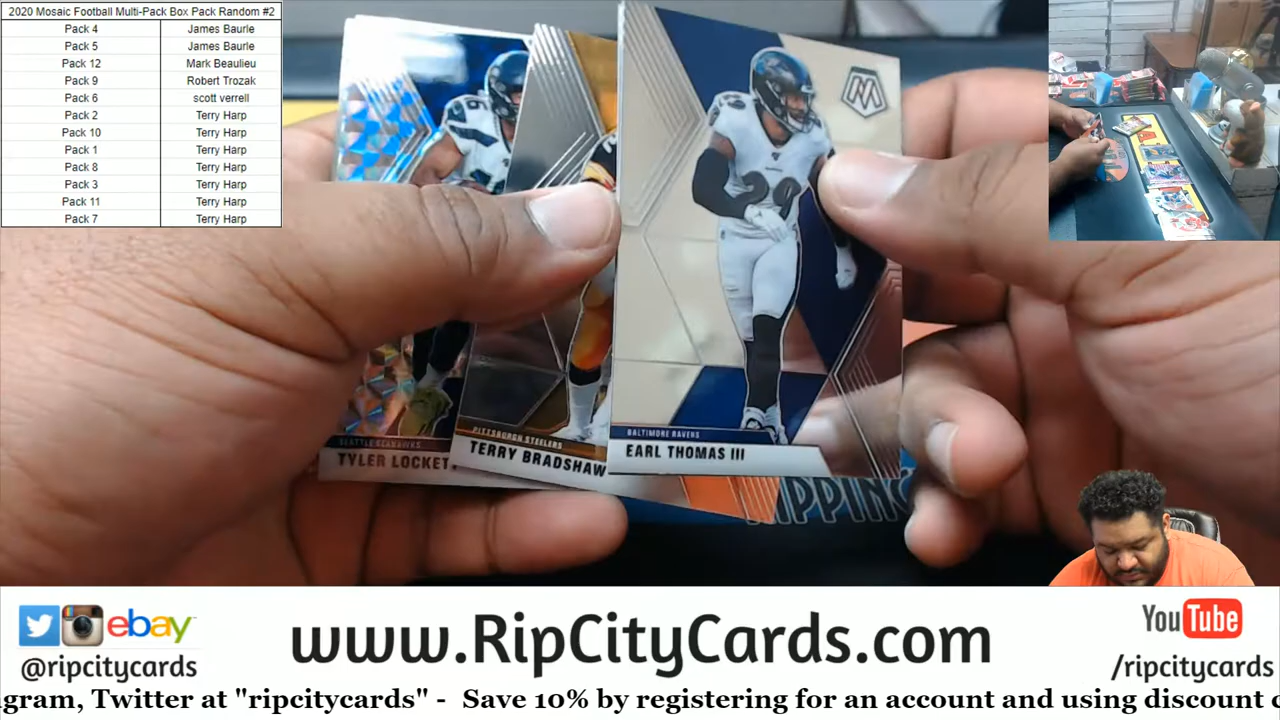 2020 Mosaic Football Multi-Pack Box Pack Random #2
Pack 4 James Baurle
Pack 5 James Baurle
Pack 12 Mark Beaulieu
Pack 9 Robert Trozak
Pack 6 scott verrell
Pack 2 Terry Harp
Pack 10 Terry Harp
Pack 1 Terry Harp
Pack 8 Terry Harp
Pack 3 Terry Harp
Pack 11 Terry Harp
Pack 7 Terry Harp
29
SEATTLE SEAHAWKS
TYLER LOCKET
PITTSBURGH STEELERS
TERRY BRADSHAW
BALTIMORE RAVENS
EARL THOMAS III
RIPPING
ebay
@ripcitycards
www.RipCityCards.com
YouTube
/ripcitycards
gram, Twitter at "ripcitycards" - Save 10% by registering for an account and using discount